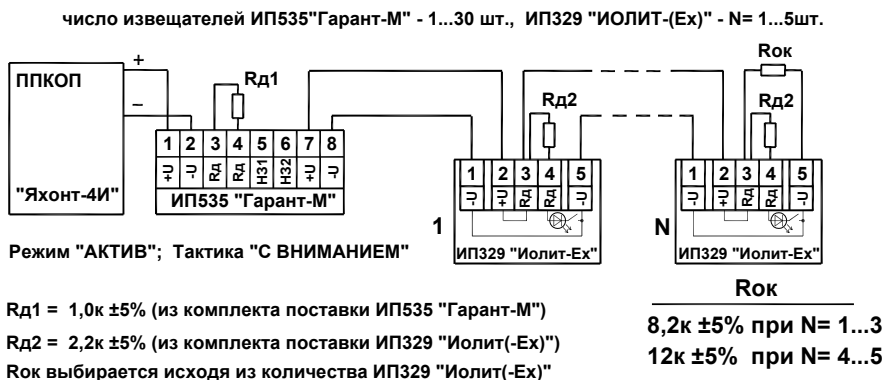 число извещателей ИП535"Гарант-М" - 1...30 шт., ИП329 "ИОЛИТ-(Ех)" - N= 1...5шт.
ППКОП
"Яхонт-4И"
+
–
Rд1
1 2 3 4 5 6 7 8
+U -U Rд Rд НЗ1 НЗ2 +U -U
ИП535 "Гарант-М"
Rд2
1 2 3 4 5
-U +U Rд Rд -U
1
ИП329 "Иолит-Ех"
Rок
Rд2
1 2 3 4 5
-U +U Rд Rд -U
N
ИП329 "Иолит-Ех"
Режим "АКТИВ"; Тактика "С ВНИМАНИЕМ"
Rд1 = 1,0к ±5% (из комплекта поставки ИП535 "Гарант-М")
Rд2 = 2,2к ±5% (из комплекта поставки ИП329 "Иолит(-Ех)")
Rок выбирается исходя из количества ИП329 "Иолит(-Ех)"
Rок
8,2к ±5% при N= 1...3
12к ±5% при N= 4...5